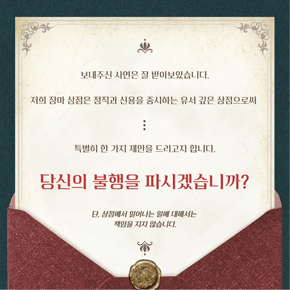 보내주신 사연은 잘 받아보았습니다.
저희 장마 상점은 정직과 신용을 중시하는 유서 깊은 상점으로써
특별히 한 가지 제안을 드리고자 합니다.
당신의 불행을 파시겠습니까?
단, 상점에서 일어나는 일에 대해서는
책임을 지지 않습니다.